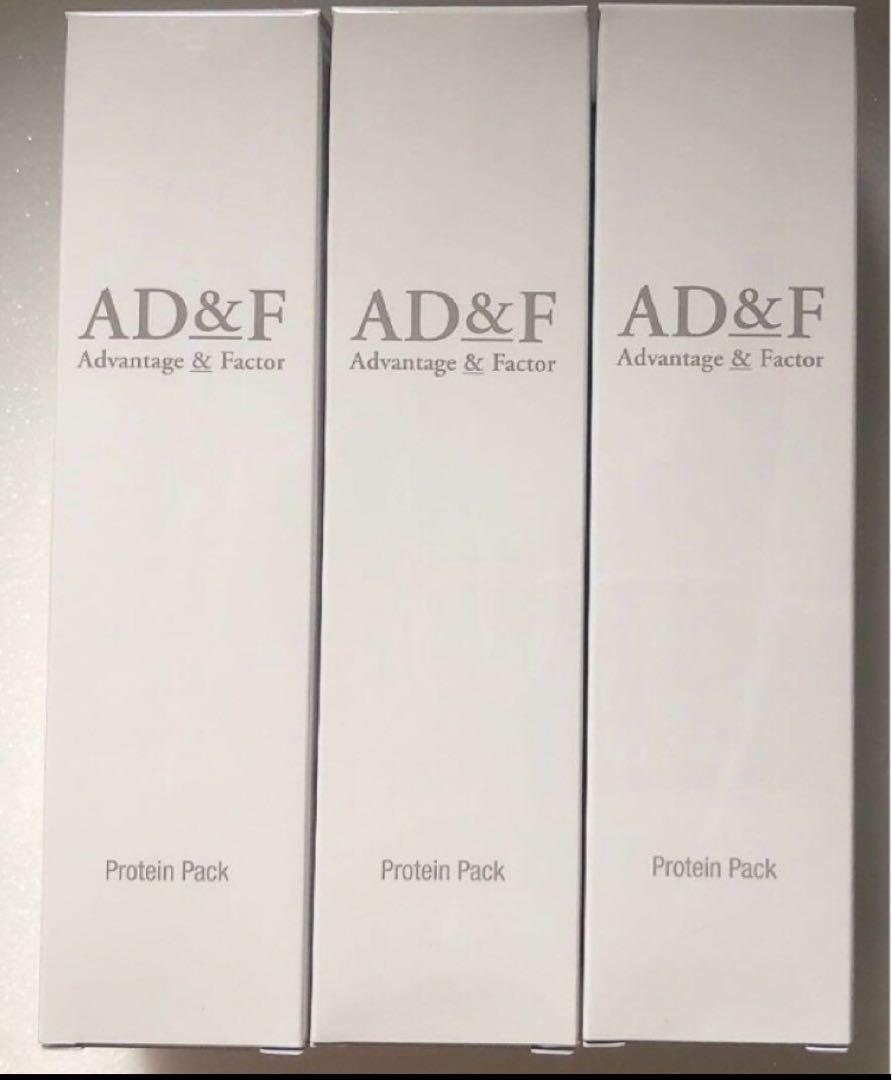 AD&F
Advantage & Factor
Protein Pack
AD&F
Advantage & Factor
Protein Pack
AD&F
Advantage & Factor
Protein Pack